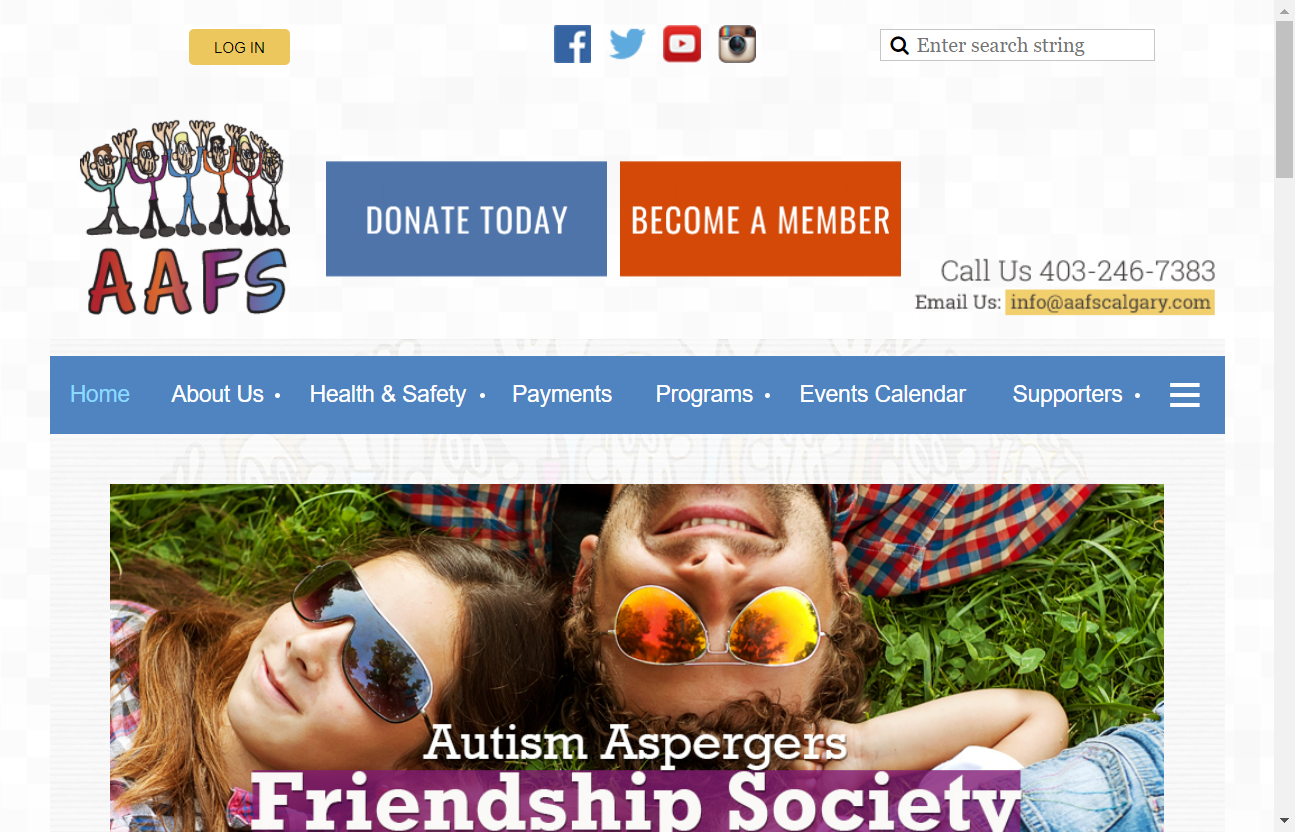 LOG IN
Enter search string
DONATE TODAY
BECOME A MEMBER
AAFS
Call Us 403-246-7383
Email Us: info@aafscalgary.com
Home
About Us
Health & Safety
Payments
Programs
Events Calendar
Supporters
Autism Aspergers
Friendship Society